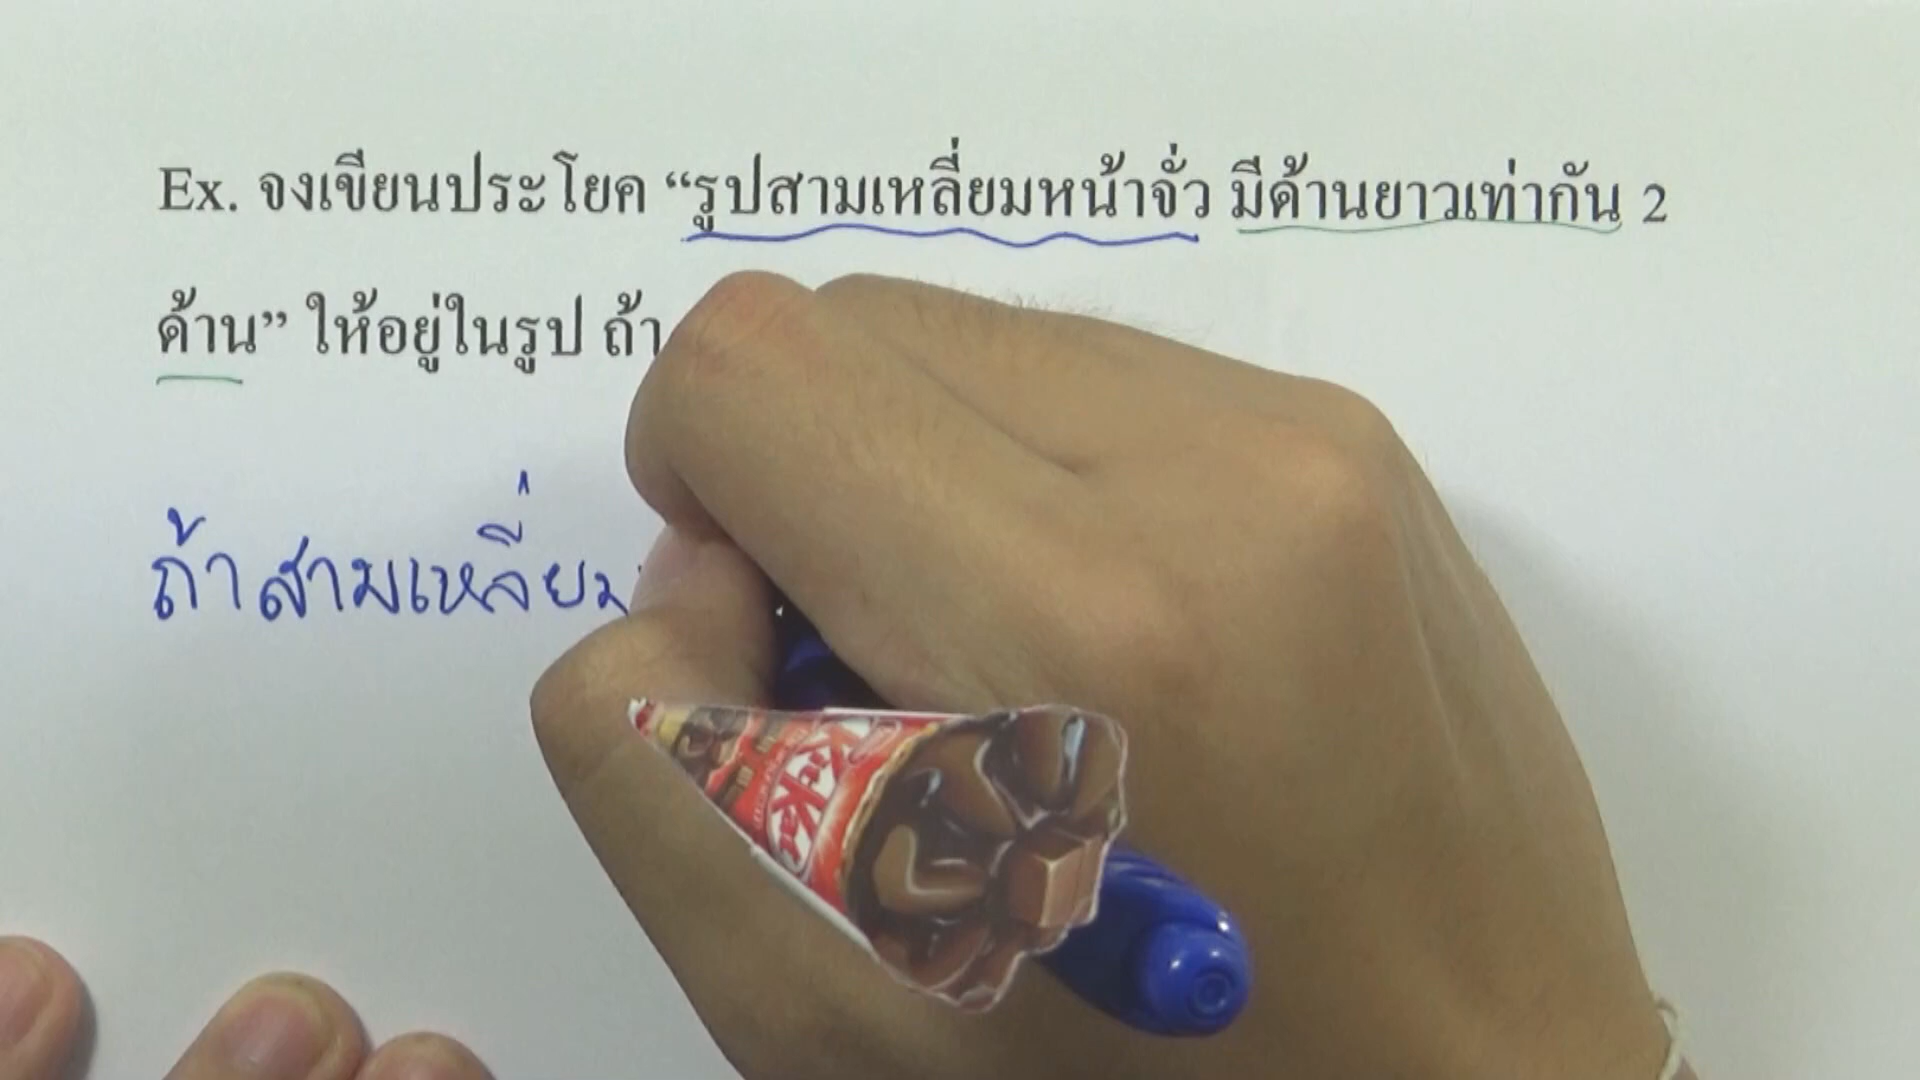 Ex. จงเขียนประโยค “รูปสามเหลี่ยมหน้าจั่ว มีด้านยาวเท่ากัน 2
ด้าน” ให้อยู่ในรูป ถ้า
ถ้า สามเหลี่ยม
KitKat